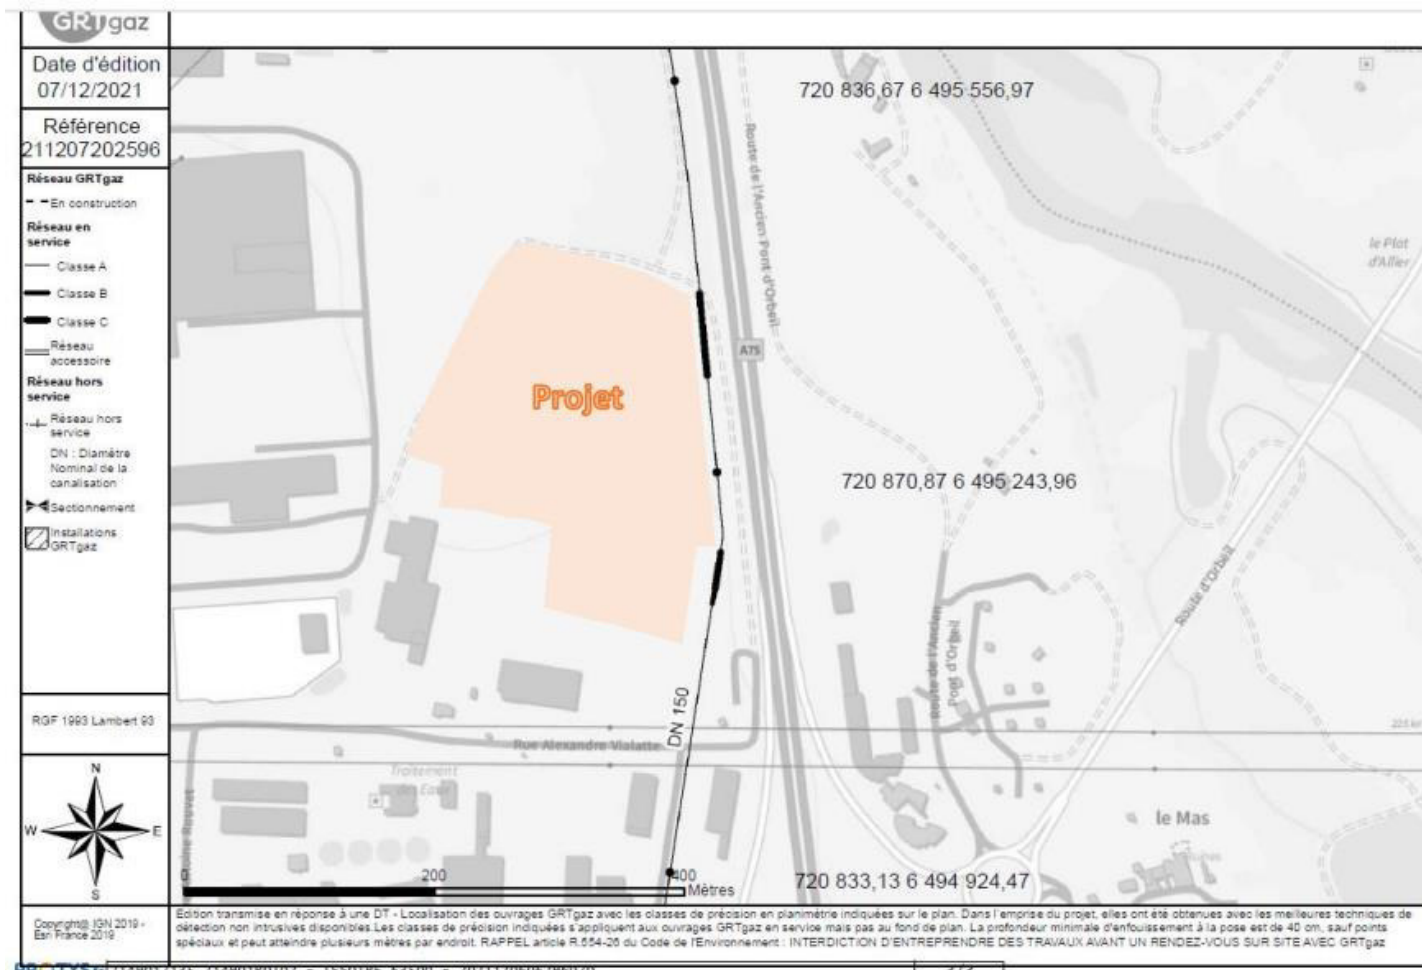 GRTgaz
Date d'édition
07/12/2021
Référence
211207202596
Réseau GRTgaz
En construction
Réseau en
service
Classe A
Classe B
Classe C
Réseau
accessoire
Réseau hors
service
Réseau hors
service
DN : Diamètre
Nominal de la
canalisation
Sectionnement
Installations
GRTgaz
RGF 1993 Lambert 93
N
W
E
S
Copyright@ IGN 2019 -
Esri France 2019
720 836,67 6 495 556,97
Route de l'Ancien Pont d'Orbeil
le Plat
d'Allier
A75
Projet
720 870,87 6 495 243,96
Route d'Orbeil
Route de l'Ancien
Pont d'Orbeil
DN 150
Rue Alexandre Vialatte
225 k
Traitement
des Eaux
le Mas
0
200
400
Mètres
720 833,13 6 494 924,47
Edition transmise en réponse à une DT - Localisation des ouvrages GRTgaz avec les classes de précision en planimétrie indiquées sur le plan. Dans l'emprise du projet, elles ont été obtenues avec les meilleures techniques de
détection non intrusives disponibles.Les classes de précision indiquées s'appliquent aux ouvrages GRTgaz en service mais pas au fond de plan. La profondeur minimale d'enfouissement à la pose est de 40 cm, sauf points
spéciaux et peut atteindre plusieurs mètres par endroit. RAPPEL article R.554-26 du Code de l'Environnement : INTERDICTION D'ENTREPRENDRE DES TRAVAUX AVANT UN RENDEZ-VOUS SUR SITE AVEC GRTgaz